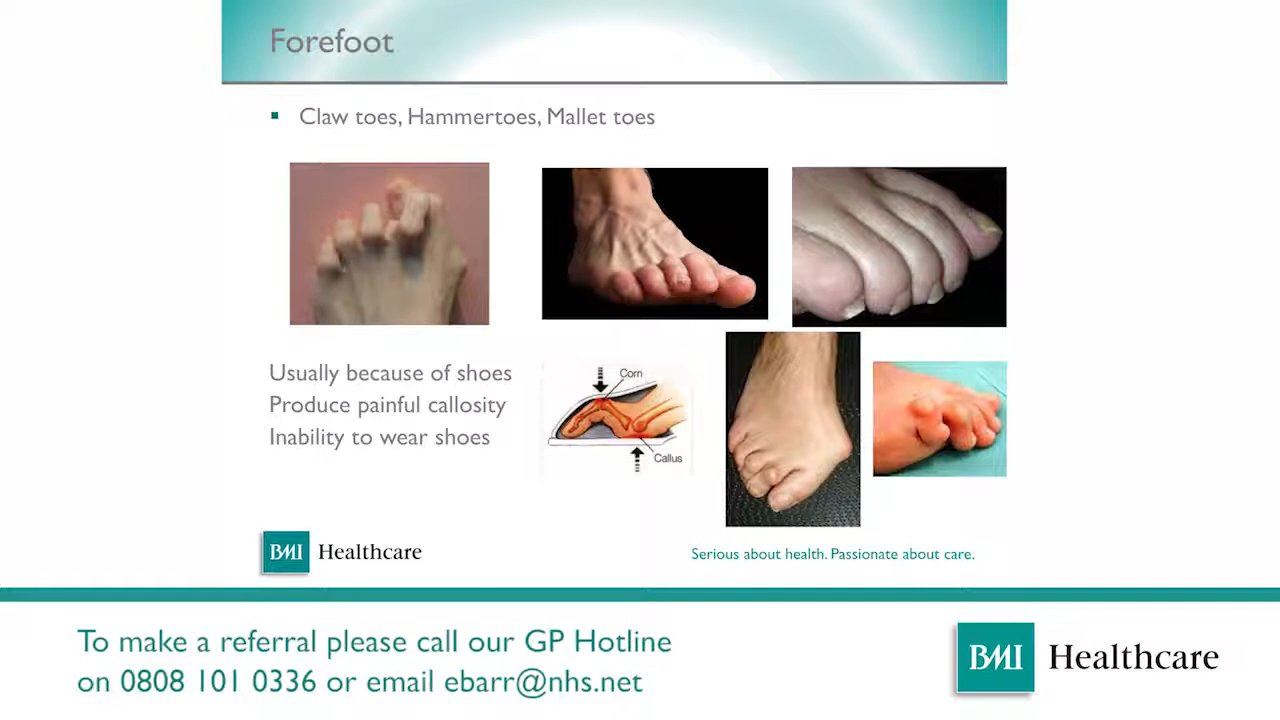 Forefoot
Claw toes, Hammertoes, Mallet toes
Usually because of shoes
Produce painful callosity
Inability to wear shoes
Corn
Callus
BMI Healthcare
Serious about health. Passionate about care.
To make a referral please call our GP Hotline
on 0808 101 0336 or email ebarr@nhs.net
BMI Healthcare